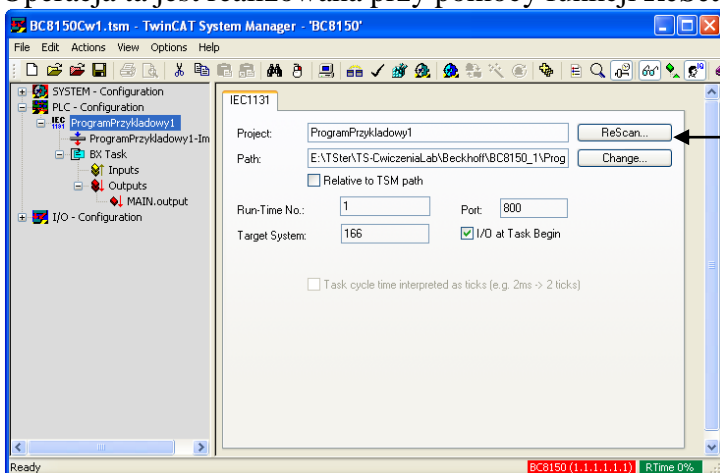 Operacja ta jest realizowana przy pomocy funkcji ReSca
BC8150Cw1.tsm - TwinCAT System Manager - 'BC8150'
File Edit Actions View Options Help
SYSTEM - Configuration
PLC - Configuration
IEC 1131 ProgramPrzykladowy1
ProgramPrzykladowy1-Im
BX Task
Inputs
Outputs
MAIN.output
I/O - Configuration
IEC1131
Project: ProgramPrzykladowy1 ReScan...
Path: E:\TSter\TS-CwiczeniaLab\Beckhoff\BC8150_1\Prog Change...
Relative to TSM path
Run-Time No.: 1 Port: 800
Target System: 166 I/O at Task Begin
Task cycle time interpreted as ticks (e.g. 2ms -> 2 ticks)
Ready BC8150 (1.1.1.1.1.1) RTime 0%